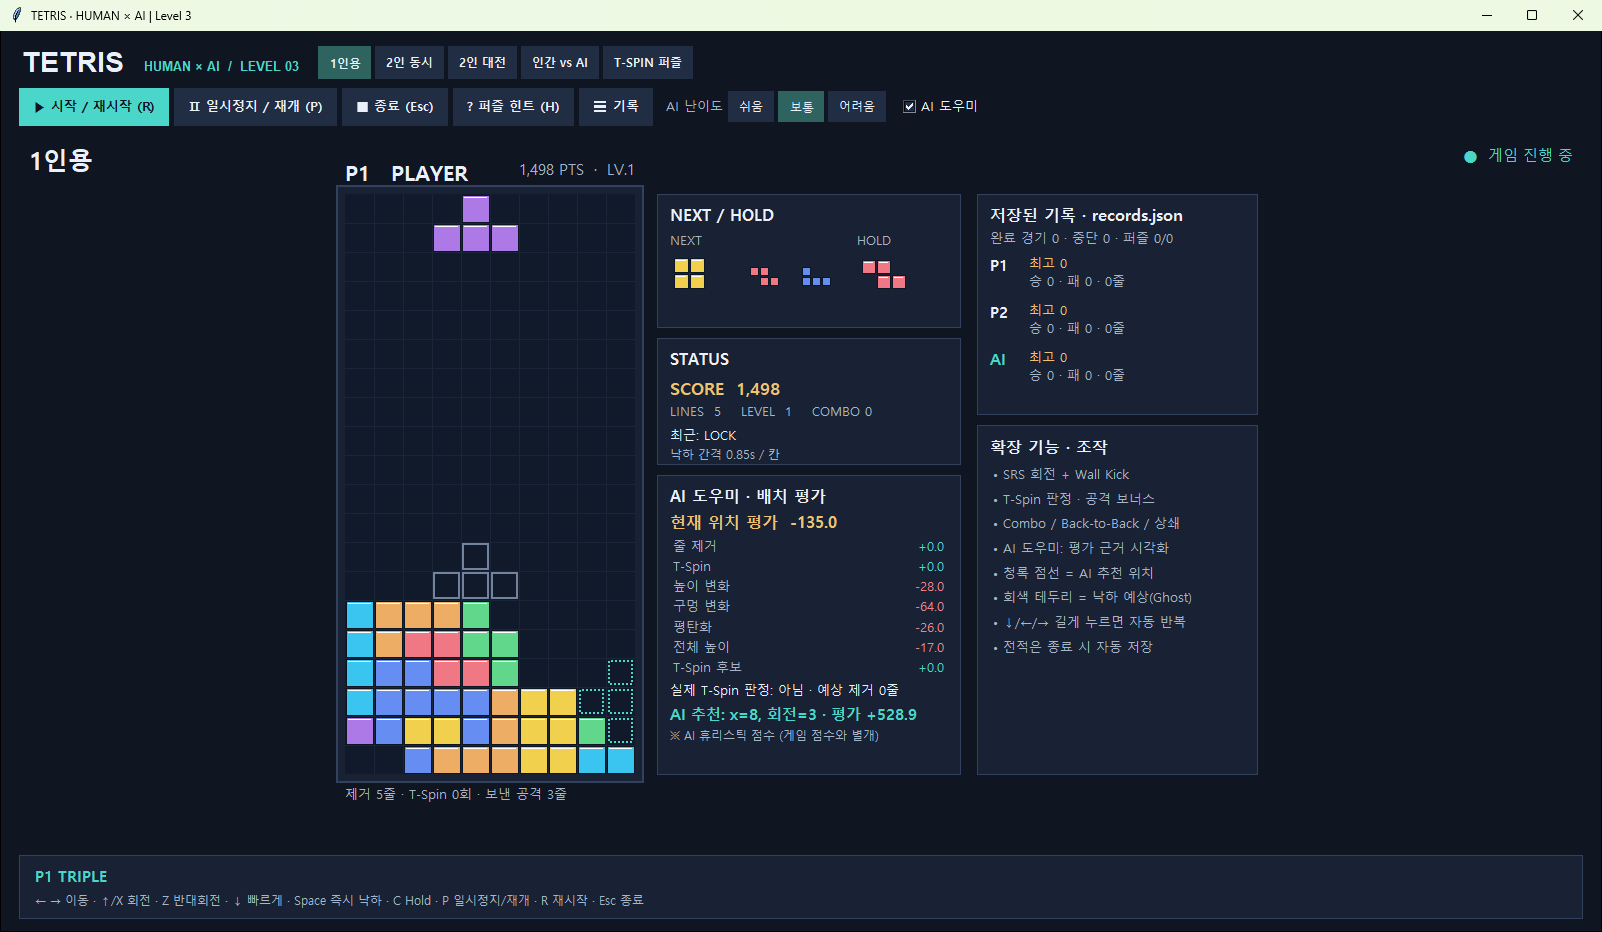 TETRIS · HUMAN × AI | Level 3
TETRIS HUMAN × AI / LEVEL 03 1인용 2인 동시 2인 대전 인간 vs AI T-SPIN 퍼즐
▶ 시작 / 재시작 (R) Ⅱ 일시정지 / 재개 (P) ■ 종료 (Esc) ? 퍼즐 힌트 (H) ☰ 기록 AI 난이도 쉬움 보통 어려움 AI 도우미
1인용
● 게임 진행 중
P1 PLAYER 1,498 PTS · LV.1
NEXT / HOLD
NEXT HOLD
STATUS
SCORE 1,498
LINES 5 LEVEL 1 COMBO 0
최근: LOCK
낙하 간격 0.85s / 칸
AI 도우미 · 배치 평가
현재 위치 평가 -135.0
줄 제거 +0.0
T-Spin +0.0
높이 변화 -28.0
구멍 변화 -64.0
평탄화 -26.0
전체 높이 -17.0
T-Spin 후보 +0.0
실제 T-Spin 판정: 아님 · 예상 제거 0줄
AI 추천: x=8, 회전=3 · 평가 +528.9
※ AI 휴리스틱 점수 (게임 점수와 별개)
저장된 기록 · records.json
완료 경기 0 · 중단 0 · 퍼즐 0/0
P1 최고 0
승 0 · 패 0 · 0줄
P2 최고 0
승 0 · 패 0 · 0줄
AI 최고 0
승 0 · 패 0 · 0줄
확장 기능 · 조작
• SRS 회전 + Wall Kick
• T-Spin 판정 · 공격 보너스
• Combo / Back-to-Back / 상쇄
• AI 도우미: 평가 근거 시각화
• 청록 점선 = AI 추천 위치
• 회색 테두리 = 낙하 예상(Ghost)
• ↓/←/→ 길게 누르면 자동 반복
• 전적은 종료 시 자동 저장
제거 5줄 · T-Spin 0회 · 보낸 공격 3줄
P1 TRIPLE
← → 이동 · ↑/X 회전 · Z 반대회전 · ↓ 빠르게 · Space 즉시 낙하 · C Hold · P 일시정지/재개 · R 재시작 · Esc 종료